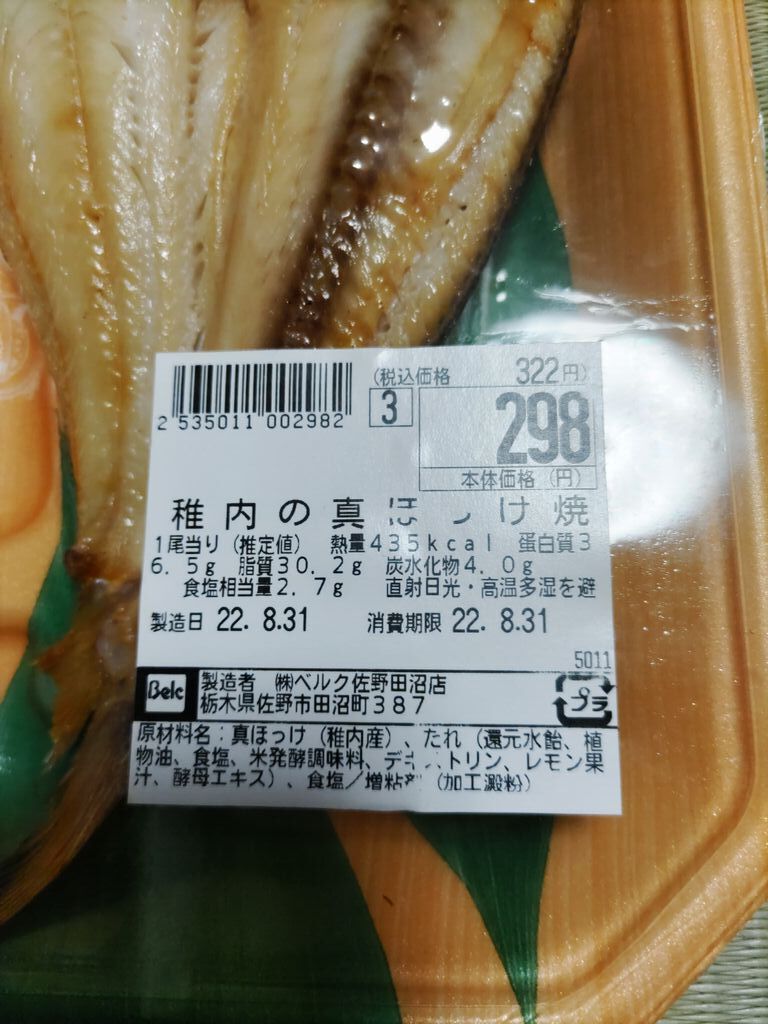 (税込価格 322円)
2 535011 002982
3
298
本体価格 (円)
稚内の真ほっけ焼
1尾当り (推定値) 熱量435kcal 蛋白質3
6.5g 脂質30.2g 炭水化物4.0g
食塩相当量2.7g 直射日光・高温多湿を避
製造日 22. 8.31 消費期限 22. 8.31
5011
Belc
製造者 ㈱ベルク佐野田沼店
栃木県佐野市田沼町387
プラ
原材料名:真ほっけ(稚内産)、たれ(還元水飴、植
物油、食塩、米発酵調味料、デキストリン、レモン果
汁、酵母エキス)、食塩/増粘剤(加工澱粉)